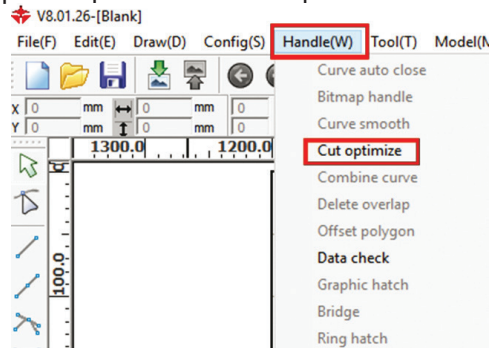 V8.01.26-[Blank]
File(F) Edit(E) Draw(D) Config(S) Handle(W) Tool(T) Model(M
Curve auto close
X 0 mm 0 mm 0
Bitmap handle
Y 0 mm 0 mm 0
Curve smooth
1300.0 1200.0
Cut optimize
Combine curve
Delete overlap
Offset polygon
100.0
Data check
Graphic hatch
Bridge
Ring hatch